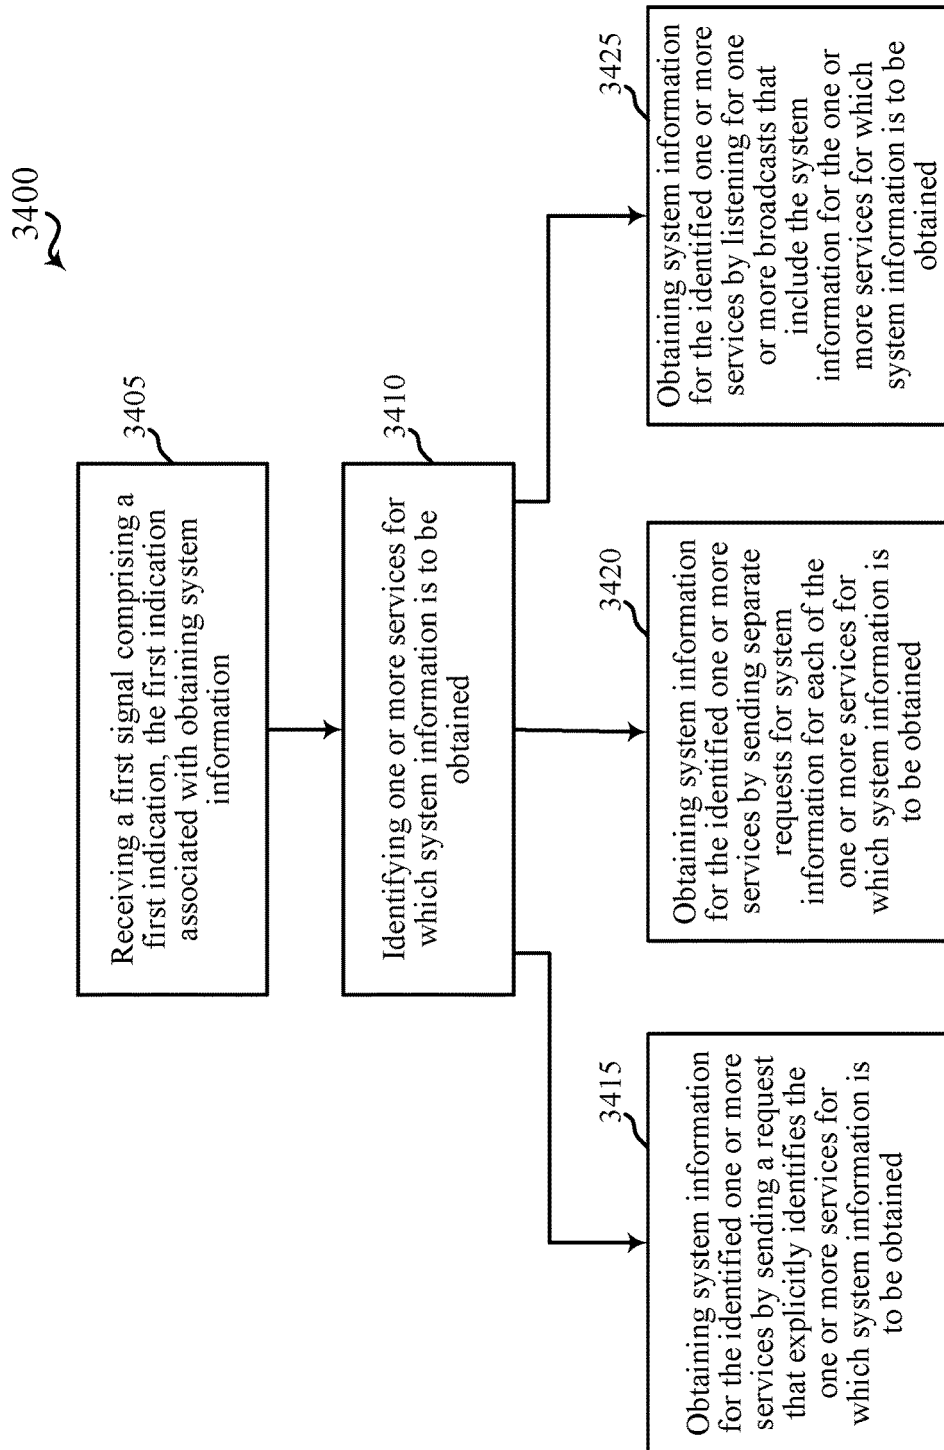 3400
3405
Receiving a first signal comprising a
first indication, the first indication
associated with obtaining system
information
3410
Identifying one or more services for
which system information is to be
obtained
3415
Obtaining system information
for the identified one or more
services by sending a request
that explicitly identifies the
one or more services for
which system information is
to be obtained
3420
Obtaining system information
for the identified one or more
services by sending separate
requests for system
information for each of the
one or more services for
which system information is
to be obtained
3425
Obtaining system information
for the identified one or more
services by listening for one
or more broadcasts that
include the system
information for the one or
more services for which
system information is to be
obtained